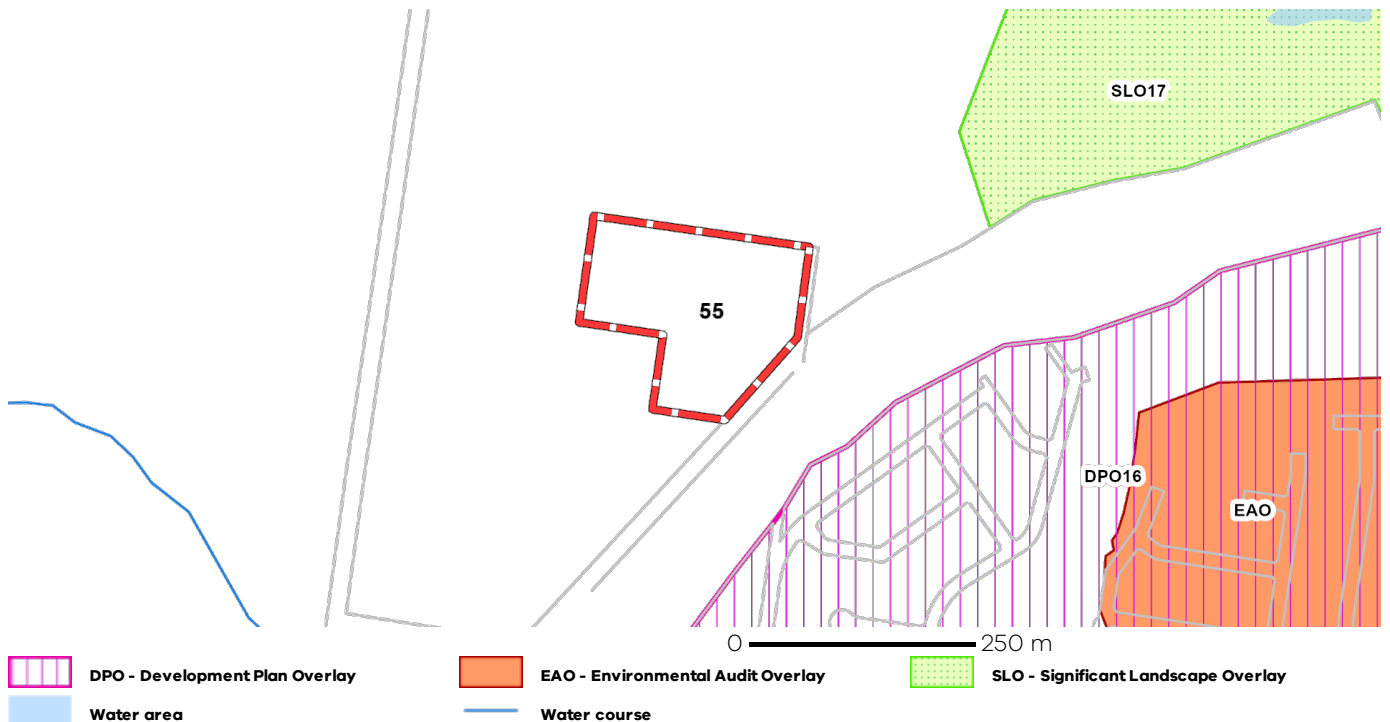 SLO17
55
DPO16
EAO
0 250 m
DPO - Development Plan Overlay
EAO - Environmental Audit Overlay
SLO - Significant Landscape Overlay
Water area
Water course